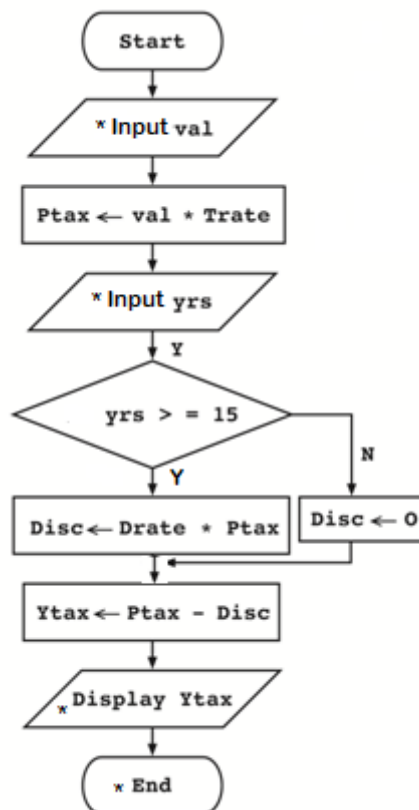 Start
* Input val
Ptax ← val * Trate
* Input yrs
Y
yrs > = 15
N
Y
Disc ← Drate * Ptax
Disc ← O
Ytax ← Ptax - Disc
* Display Ytax
* End